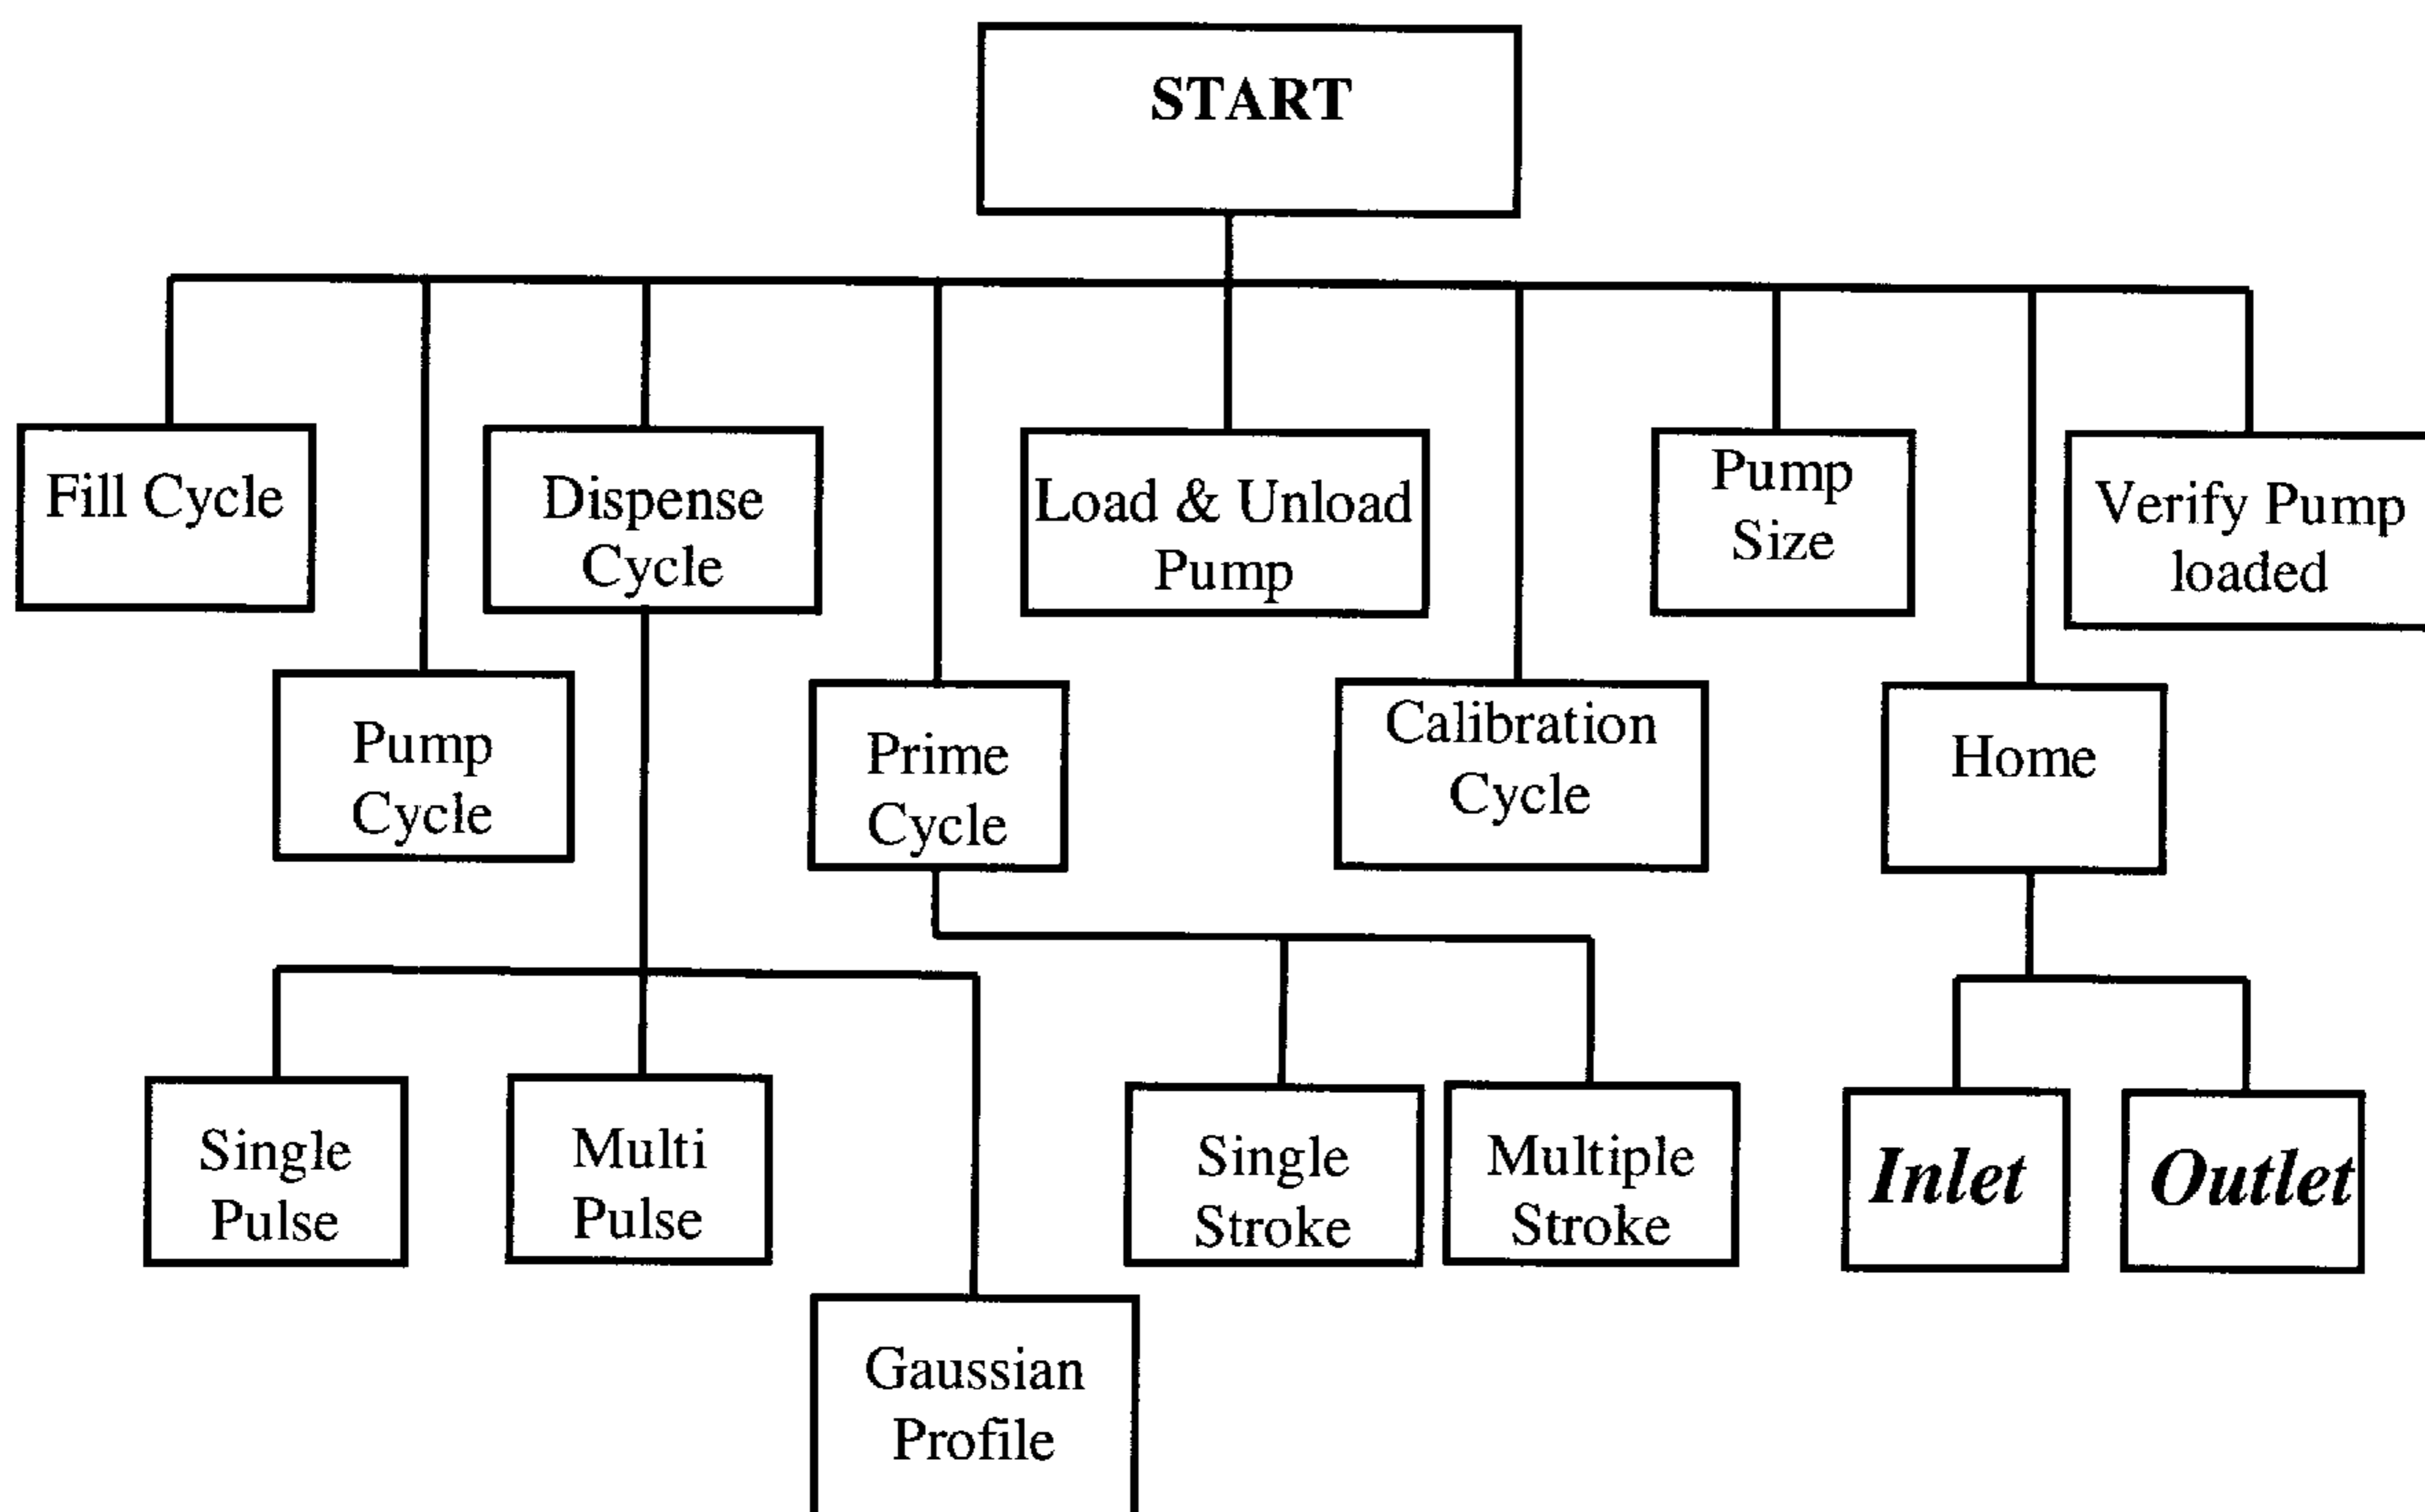 START
Fill Cycle
Dispense
Cycle
Load & Unload
Pump
Pump
Size
Verify Pump
loaded
Pump
Cycle
Prime
Cycle
Calibration
Cycle
Home
Single
Pulse
Multi
Pulse
Single
Stroke
Multiple
Stroke
Inlet
Outlet
Gaussian
Profile